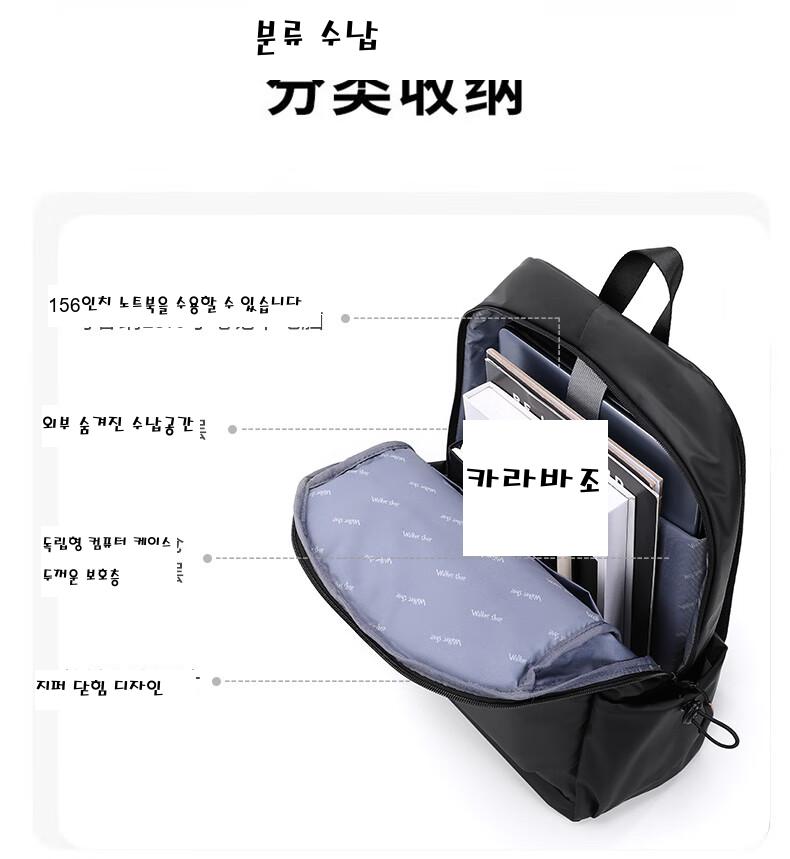 분류 수납
分类收纳
156인치 노트북을 수용할 수 있습니다
외부 숨겨진 수납공간
카라바조
독립형 컴퓨터 케이스
두꺼운 보호층
지퍼 닫힘 디자인